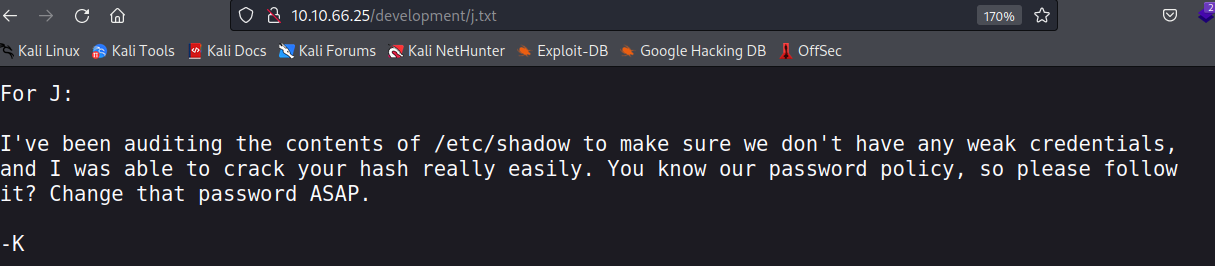 10.10.66.25/development/j.txt
170%
2
Kali Linux
Kali Tools
Kali Docs
Kali Forums
Kali NetHunter
Exploit-DB
Google Hacking DB
OffSec
For J:
I've been auditing the contents of /etc/shadow to make sure we don't have any weak credentials,
and I was able to crack your hash really easily. You know our password policy, so please follow
it? Change that password ASAP.
-K